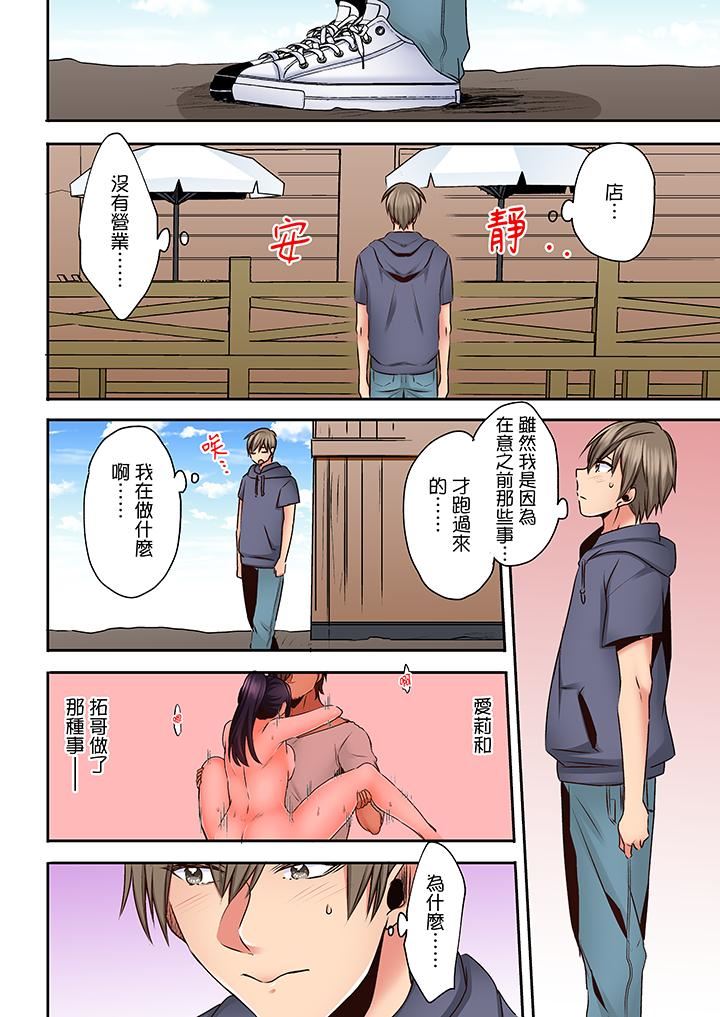 店…
靜..
安
沒有營業……
雖然我是因為
在意之前那些事…
才跑過來
的……
唉…
我在做什麼
啊……
愛莉和
啊
嗯
拓哥做了
那種事──
為什麼……